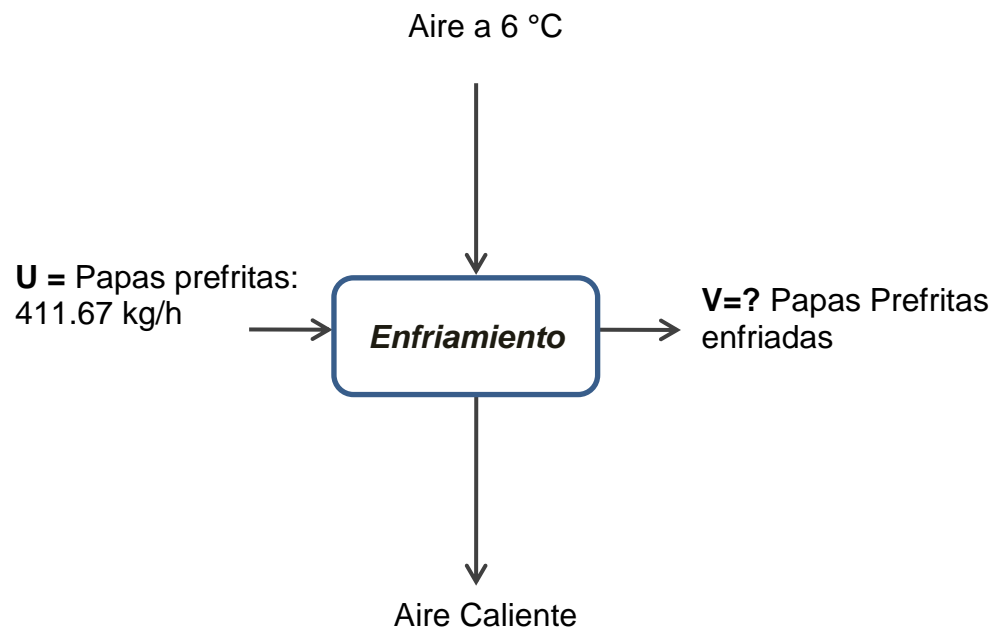 Aire a 6 °C
U = Papas prefritas:
411.67 kg/h
Enfriamiento
V=? Papas Prefritas
enfriadas
Aire Caliente